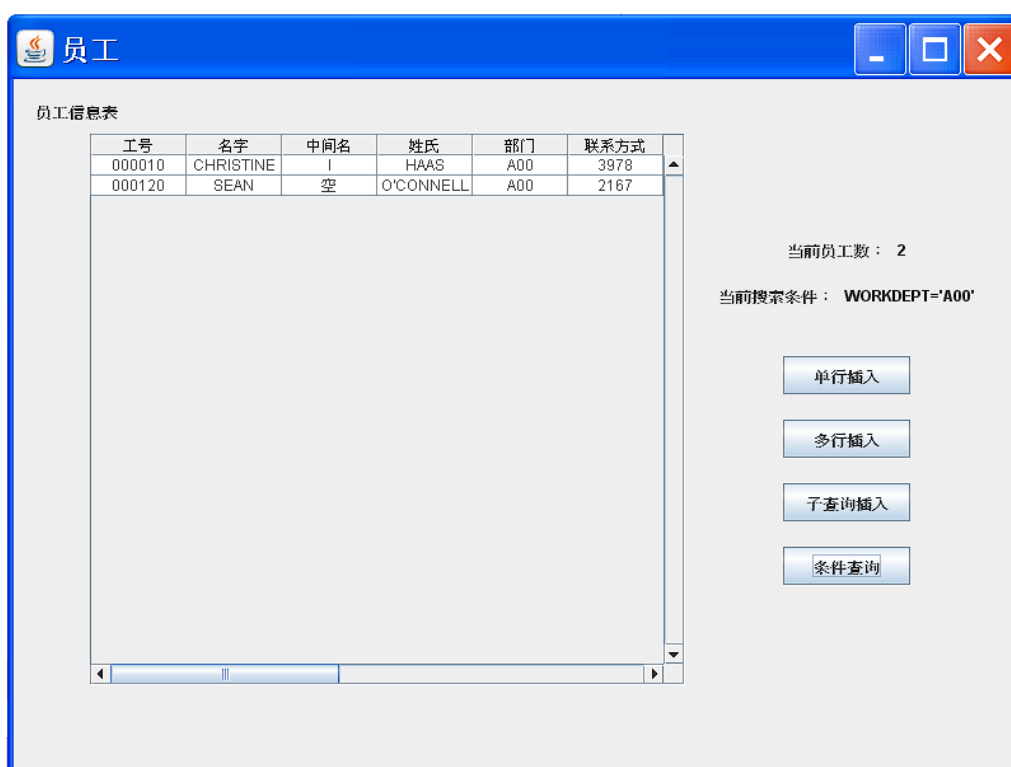 员工
员工信息表
工号 名字 中间名 姓氏 部门 联系方式
000010 CHRISTINE I HAAS A00 3978
000120 SEAN 空 O'CONNELL A00 2167
当前员工数： 2
当前搜索条件： WORKDEPT='A00'
单行插入
多行插入
子查询插入
条件查询